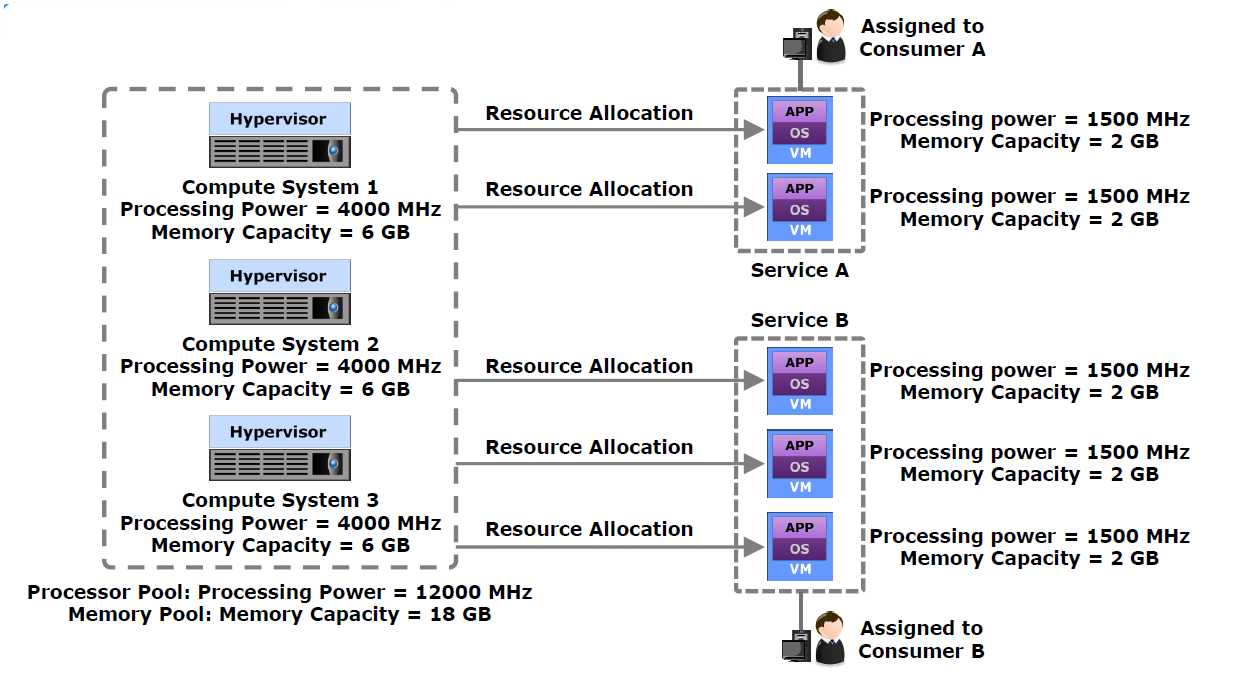 Assigned to
Consumer A
Hypervisor
Compute System 1
Processing Power = 4000 MHz
Memory Capacity = 6 GB
Hypervisor
Compute System 2
Processing Power = 4000 MHz
Memory Capacity = 6 GB
Hypervisor
Compute System 3
Processing Power = 4000 MHz
Memory Capacity = 6 GB
Processor Pool: Processing Power = 12000 MHz
Memory Pool: Memory Capacity = 18 GB
Resource Allocation
Resource Allocation
Resource Allocation
Resource Allocation
Resource Allocation
APP
OS
VM
Processing power = 1500 MHz
Memory Capacity = 2 GB
APP
OS
VM
Processing power = 1500 MHz
Memory Capacity = 2 GB
Service A
Service B
APP
OS
VM
Processing power = 1500 MHz
Memory Capacity = 2 GB
APP
OS
VM
Processing power = 1500 MHz
Memory Capacity = 2 GB
APP
OS
VM
Processing power = 1500 MHz
Memory Capacity = 2 GB
Assigned to
Consumer B